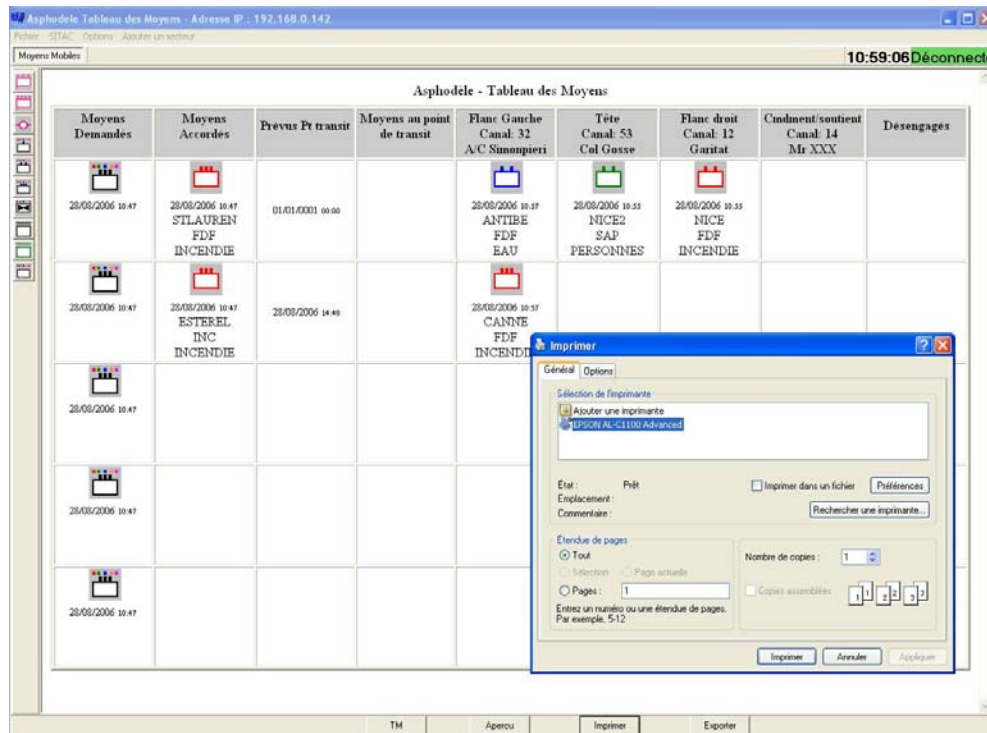 Asphodele Tableau des Moyens - Adresse IP : 192.168.0.142
Fichier SITAC Options Ajouter un secteur
Moyens Mobiles
10:59:06 Déconnect
Asphodèle - Tableau des Moyens
Moyens Demandés
Moyens Accordés
Prévus Pt transit
Moyens au point de transit
Flanc Gauche
Canal: 32
A/C Simonpieri
Tête
Canal: 53
Col Gosse
Flanc droit
Canal: 12
Garitat
Cmdment/soutient
Canal: 14
Mr XXX
Désengagés
28/08/2006 10:47
28/08/2006 10:47
STLAUREN
FDF
INCENDIE
01/01/0001 00:00
28/08/2006 10:57
ANTIBE
FDF
EAU
28/08/2006 10:53
NICE2
SAP
PERSONNES
28/08/2006 10:55
NICE
FDF
INCENDIE
28/08/2006 10:47
28/08/2006 10:47
ESTEREL
INC
INCENDIE
28/08/2006 14:48
28/08/2006 10:57
CANNE
FDF
INCENDI
28/08/2006 10:47
28/08/2006 10:47
28/08/2006 10:47
Imprimer
Général Options
Sélection de l'imprimante
Ajouter une imprimante
EPSON AL-C1100 Advanced
État : Prêt
Emplacement :
Commentaire :
Imprimer dans un fichier
Préférences
Rechercher une imprimante...
Étendue de pages
Tout
Sélection Page actuelle
Pages : 1
Entrez un numéro ou une étendue de pages.
Par exemple, 5-12
Nombre de copies : 1
Copies assemblées
1 1 2 2 3 3
Imprimer Annuler Appliquer
TM Apercu Imprimer Exporter